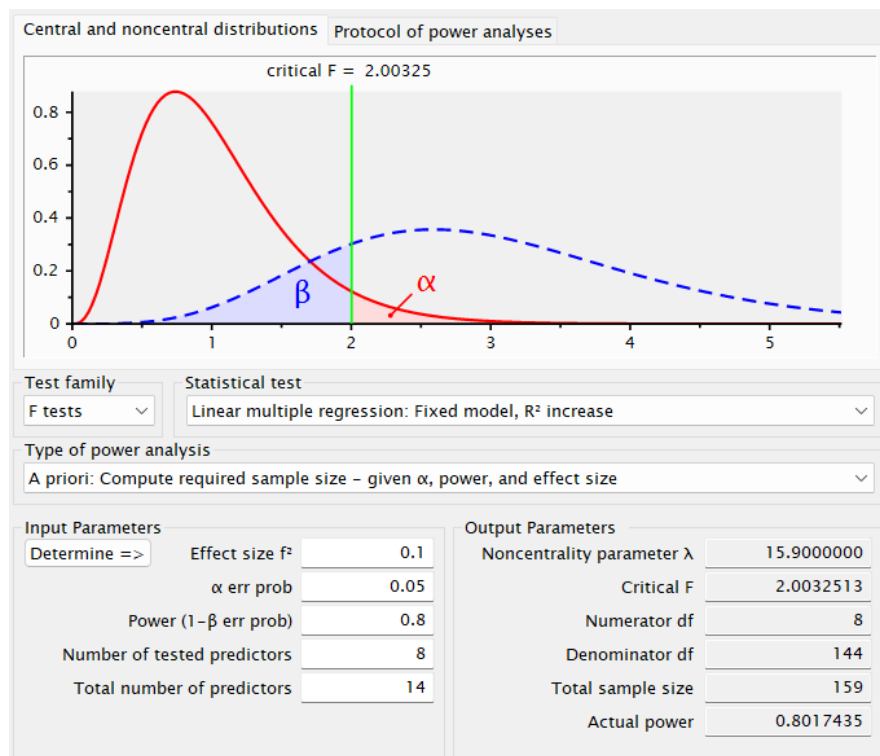 Central and noncentral distributions Protocol of power analyses
critical F = 2.00325
0.8
0.6
0.4
0.2
0
β
α
0 1 2 3 4 5
Test family
F tests
Statistical test
Linear multiple regression: Fixed model, R² increase
Type of power analysis
A priori: Compute required sample size – given α, power, and effect size
Input Parameters
Determine => Effect size f² 0.1
α err prob 0.05
Power (1–β err prob) 0.8
Number of tested predictors 8
Total number of predictors 14
Output Parameters
Noncentrality parameter λ 15.9000000
Critical F 2.0032513
Numerator df 8
Denominator df 144
Total sample size 159
Actual power 0.8017435